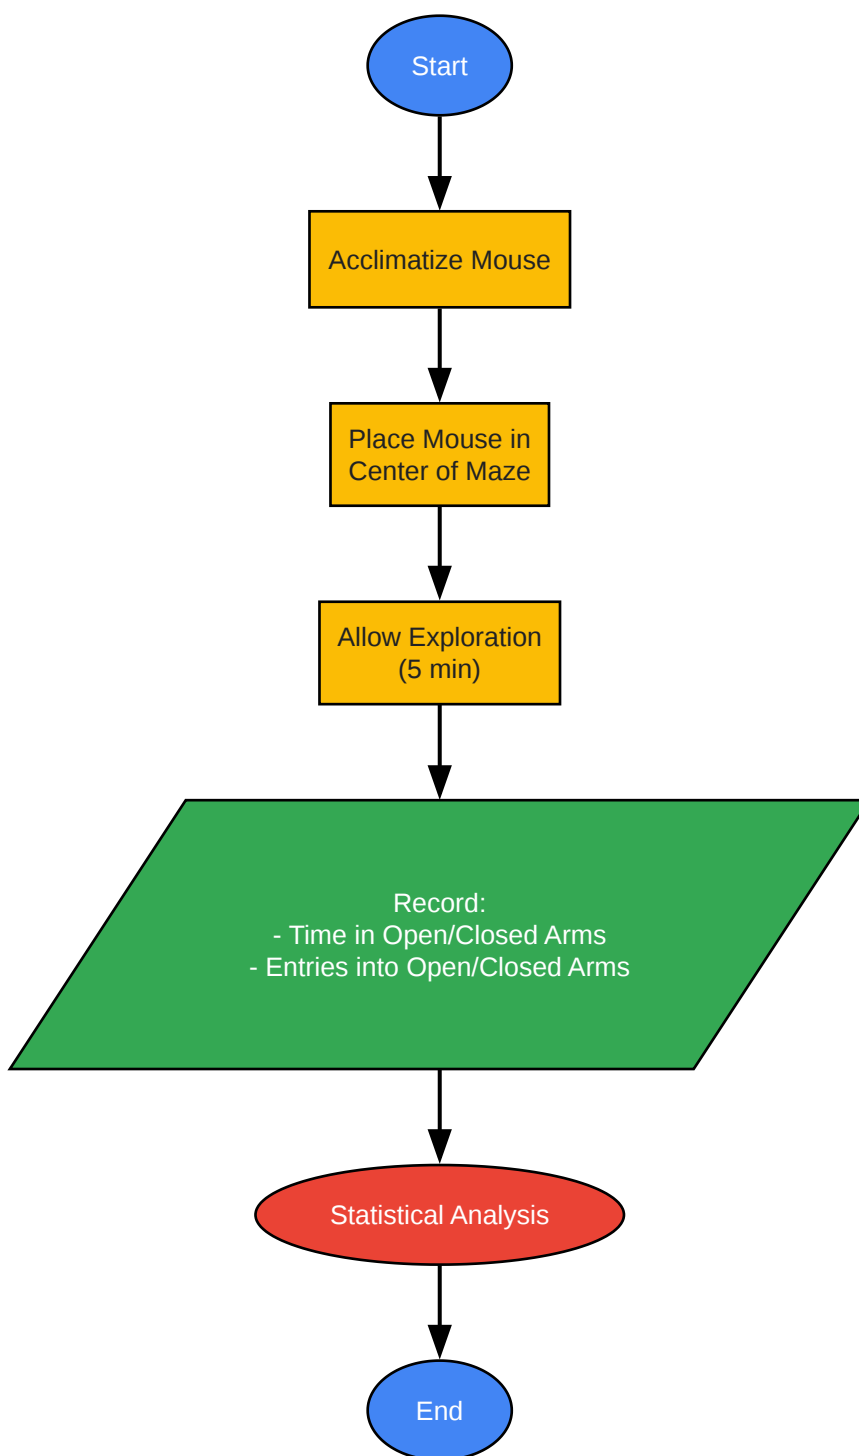 Start
Acclimatize Mouse
Place Mouse in
Center of Maze
Allow Exploration
(5 min)
Record:
- Time in Open/Closed Arms
- Entries into Open/Closed Arms
Statistical Analysis
End